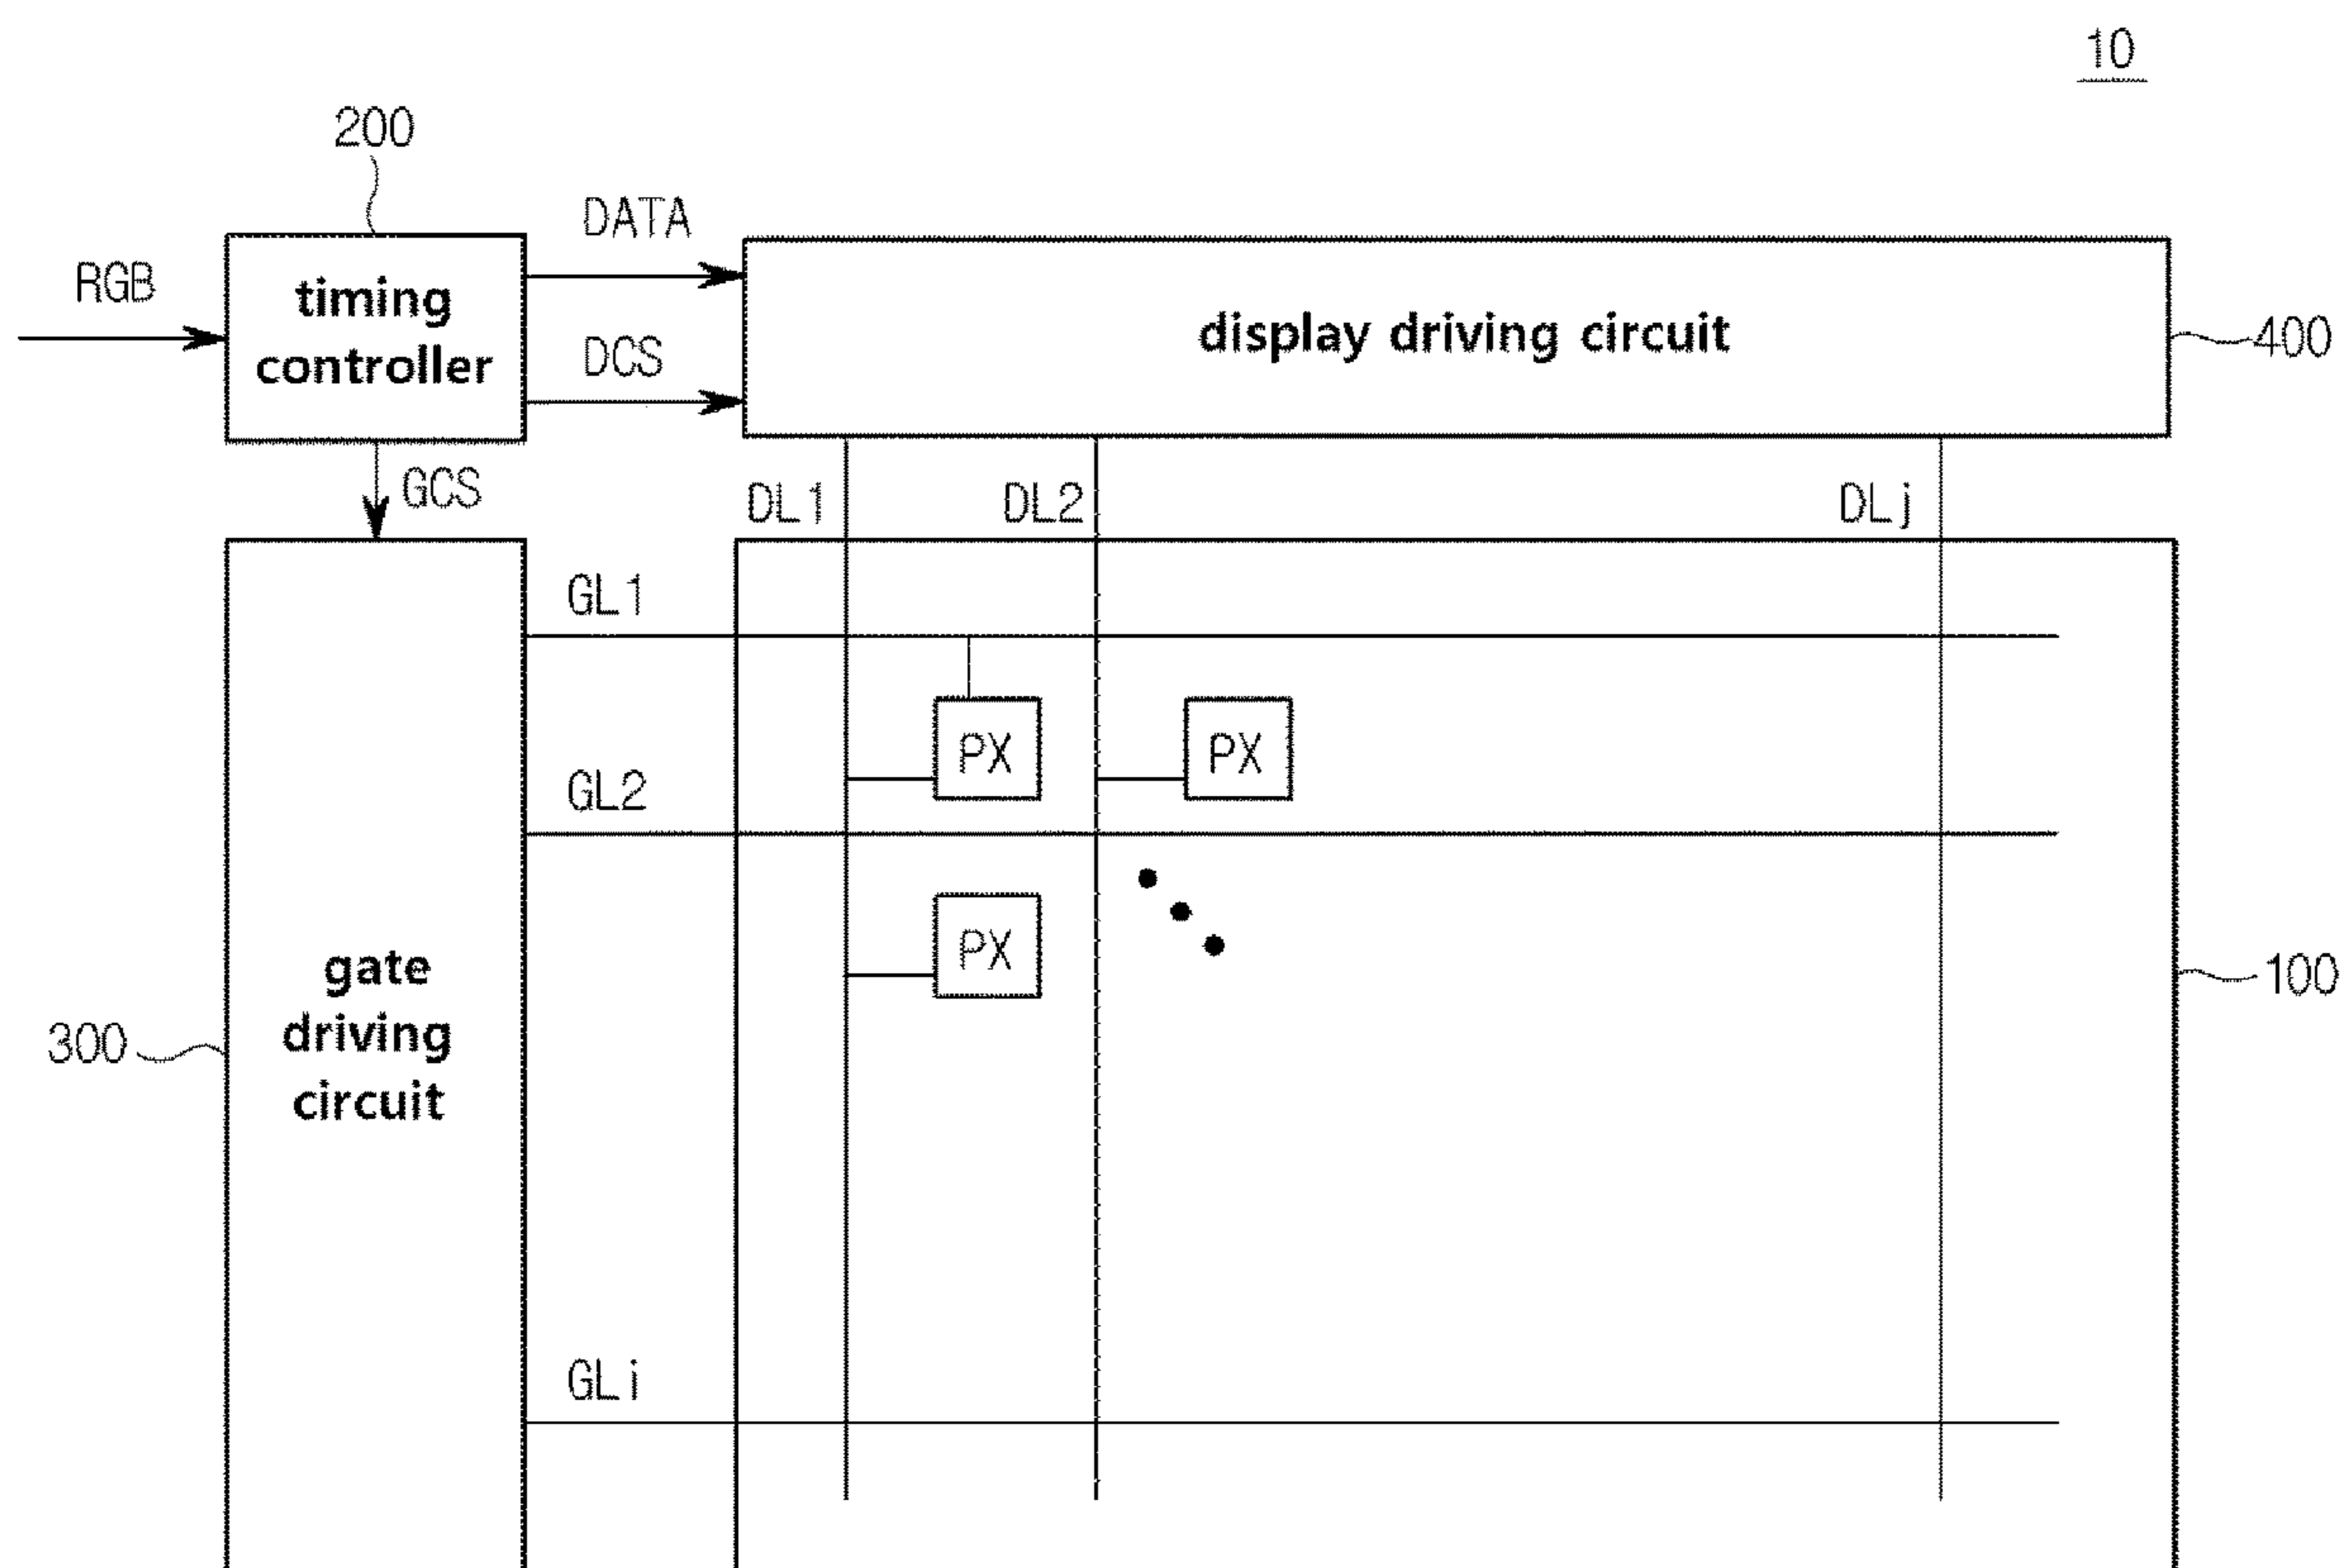 10
200
DATA
RGB
timing
controller
display driving circuit
400
DCS
GCS
DL1
DL2
DLj
GL1
PX
PX
GL2
PX
gate
driving
circuit
300
100
GLi